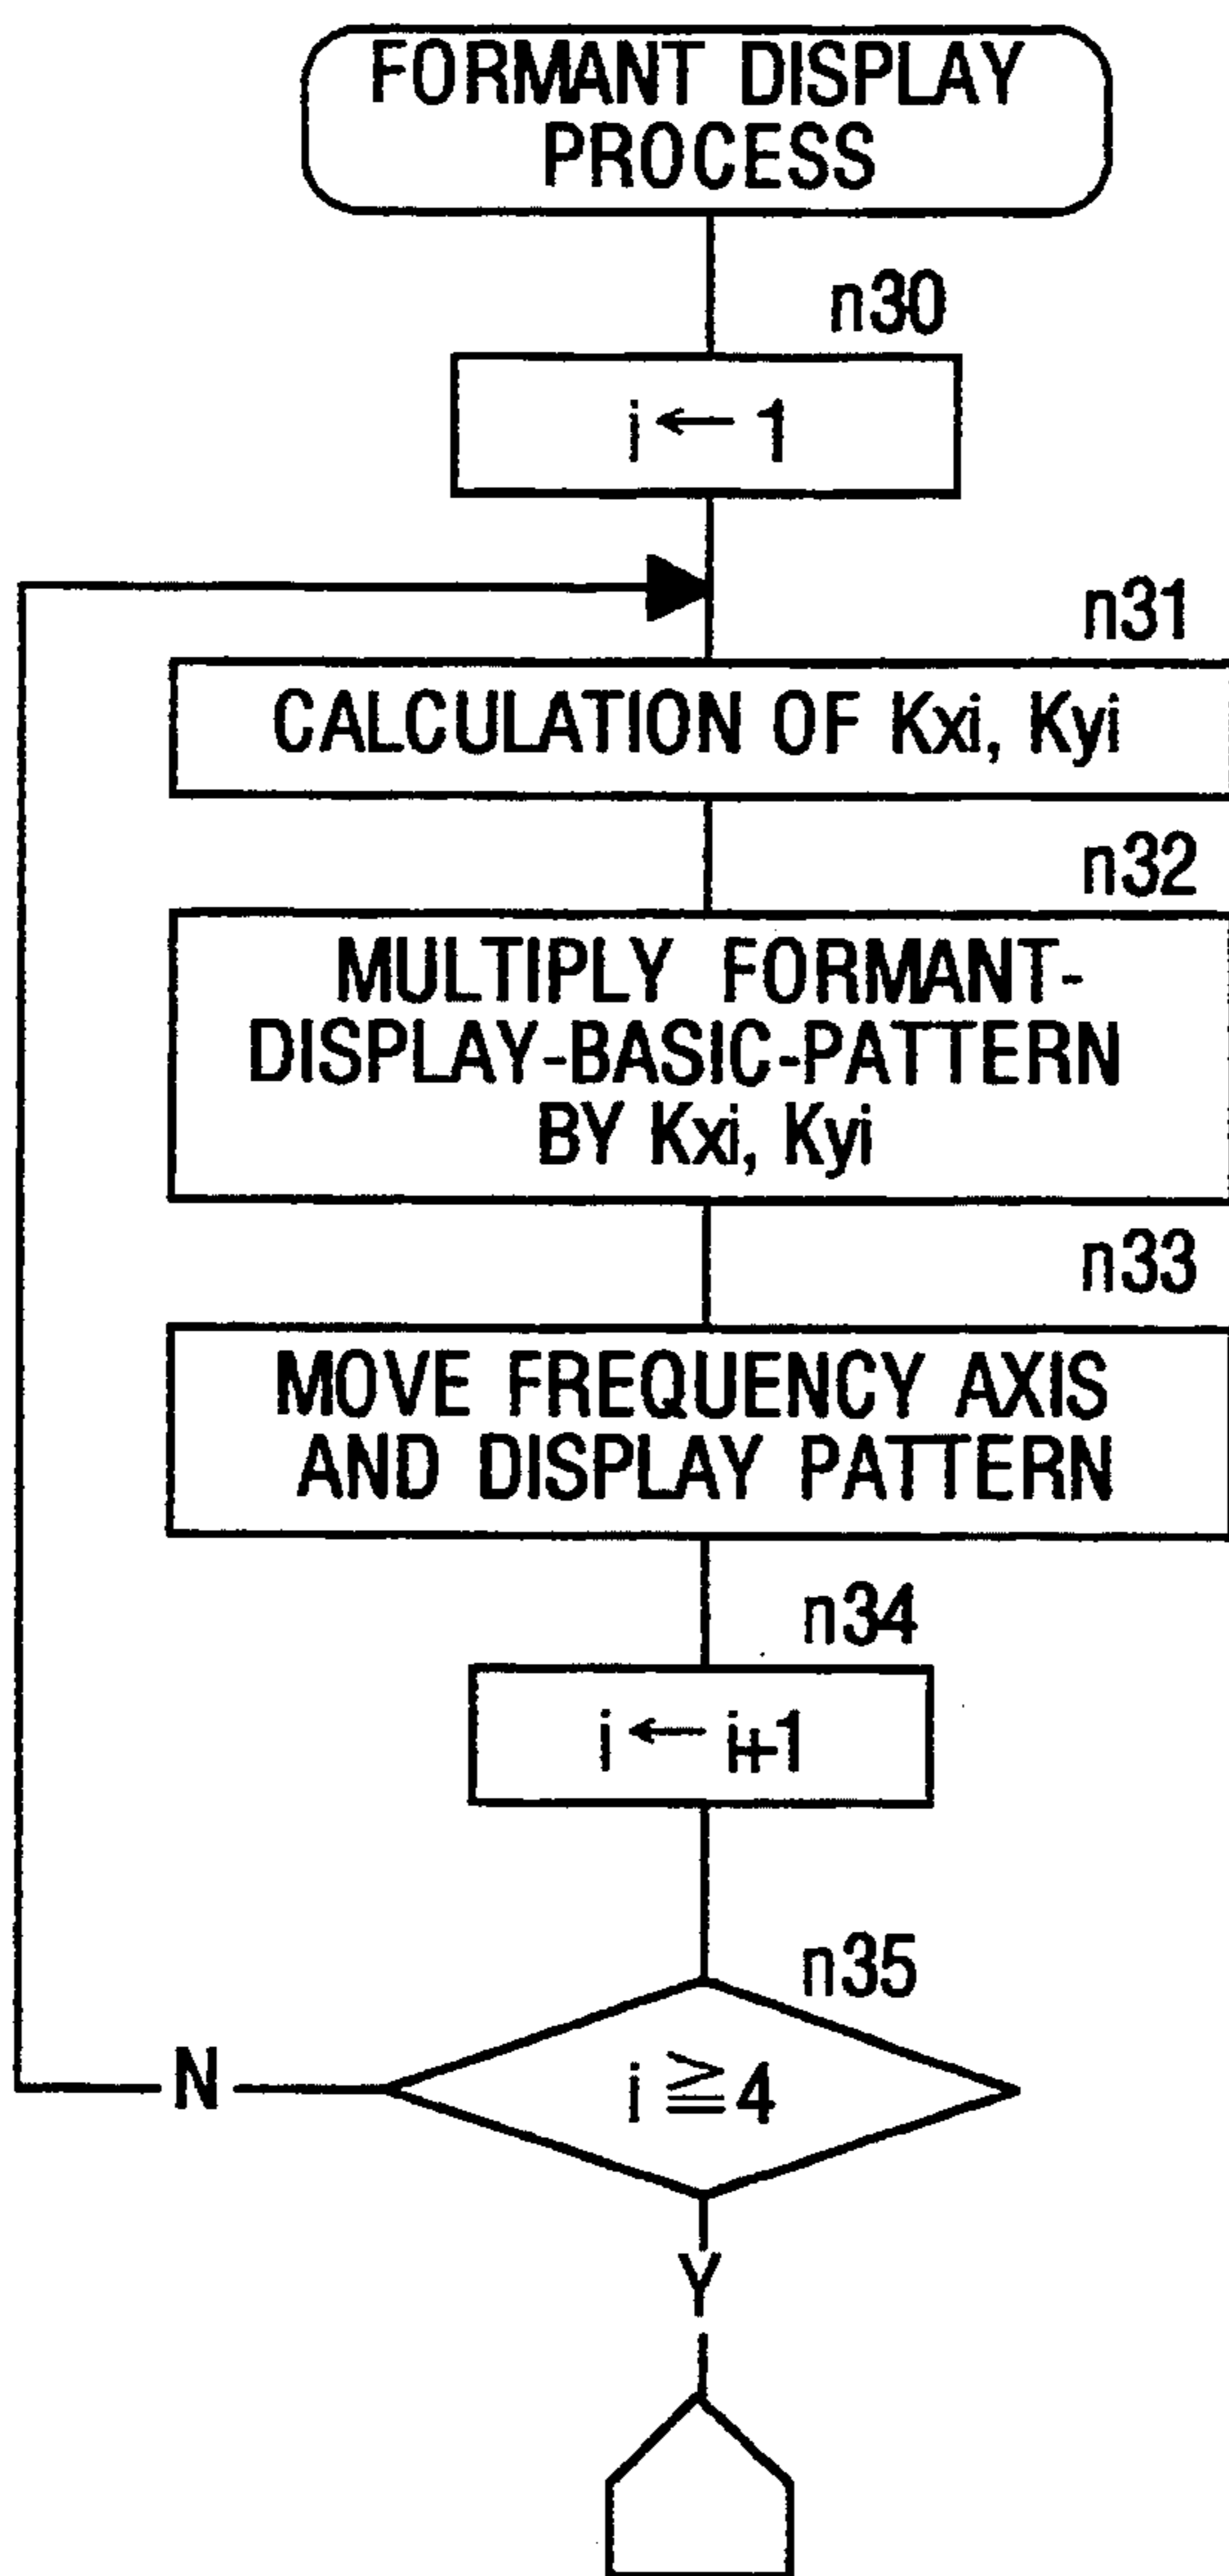 FORMANT DISPLAY
PROCESS
n30
i ← 1
n31
CALCULATION OF Kxi, Kyi
n32
MULTIPLY FORMANT-
DISPLAY-BASIC-PATTERN
BY Kxi, Kyi
n33
MOVE FREQUENCY AXIS
AND DISPLAY PATTERN
n34
i ← i+1
n35
i ≧ 4
N
Y